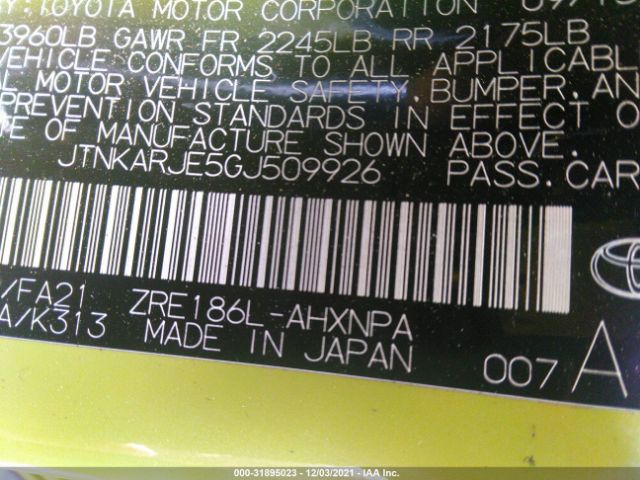 BY: TOYOTA MOTOR CORPORATION
3960LB GAWR FR 2245LB RR 2175LB
VEHICLE CONFORMS TO ALL APPLICABL
MOTOR VEHICLE SAFETY, BUMPER, AN
PREVENTION STANDARDS IN EFFECT O
TE OF MANUFACTURE SHOWN ABOVE.
JTNKARJE5GJ509926 PASS.CAR
/FA21 ZRE186L-AHXNPA
A/K313 MADE IN JAPAN 007 A
000-31895023 - 12/03/2021 - IAA Inc.